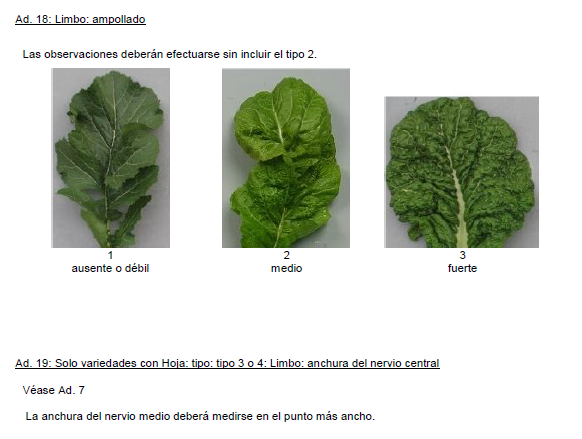 Ad. 18: Limbo: ampollado
Las observaciones deberán efectuarse sin incluir el tipo 2.
1
ausente o débil
2
medio
3
fuerte
Ad. 19: Solo variedades con Hoja: tipo: tipo 3 o 4: Limbo: anchura del nervio central
Véase Ad. 7
La anchura del nervio medio deberá medirse en el punto más ancho.